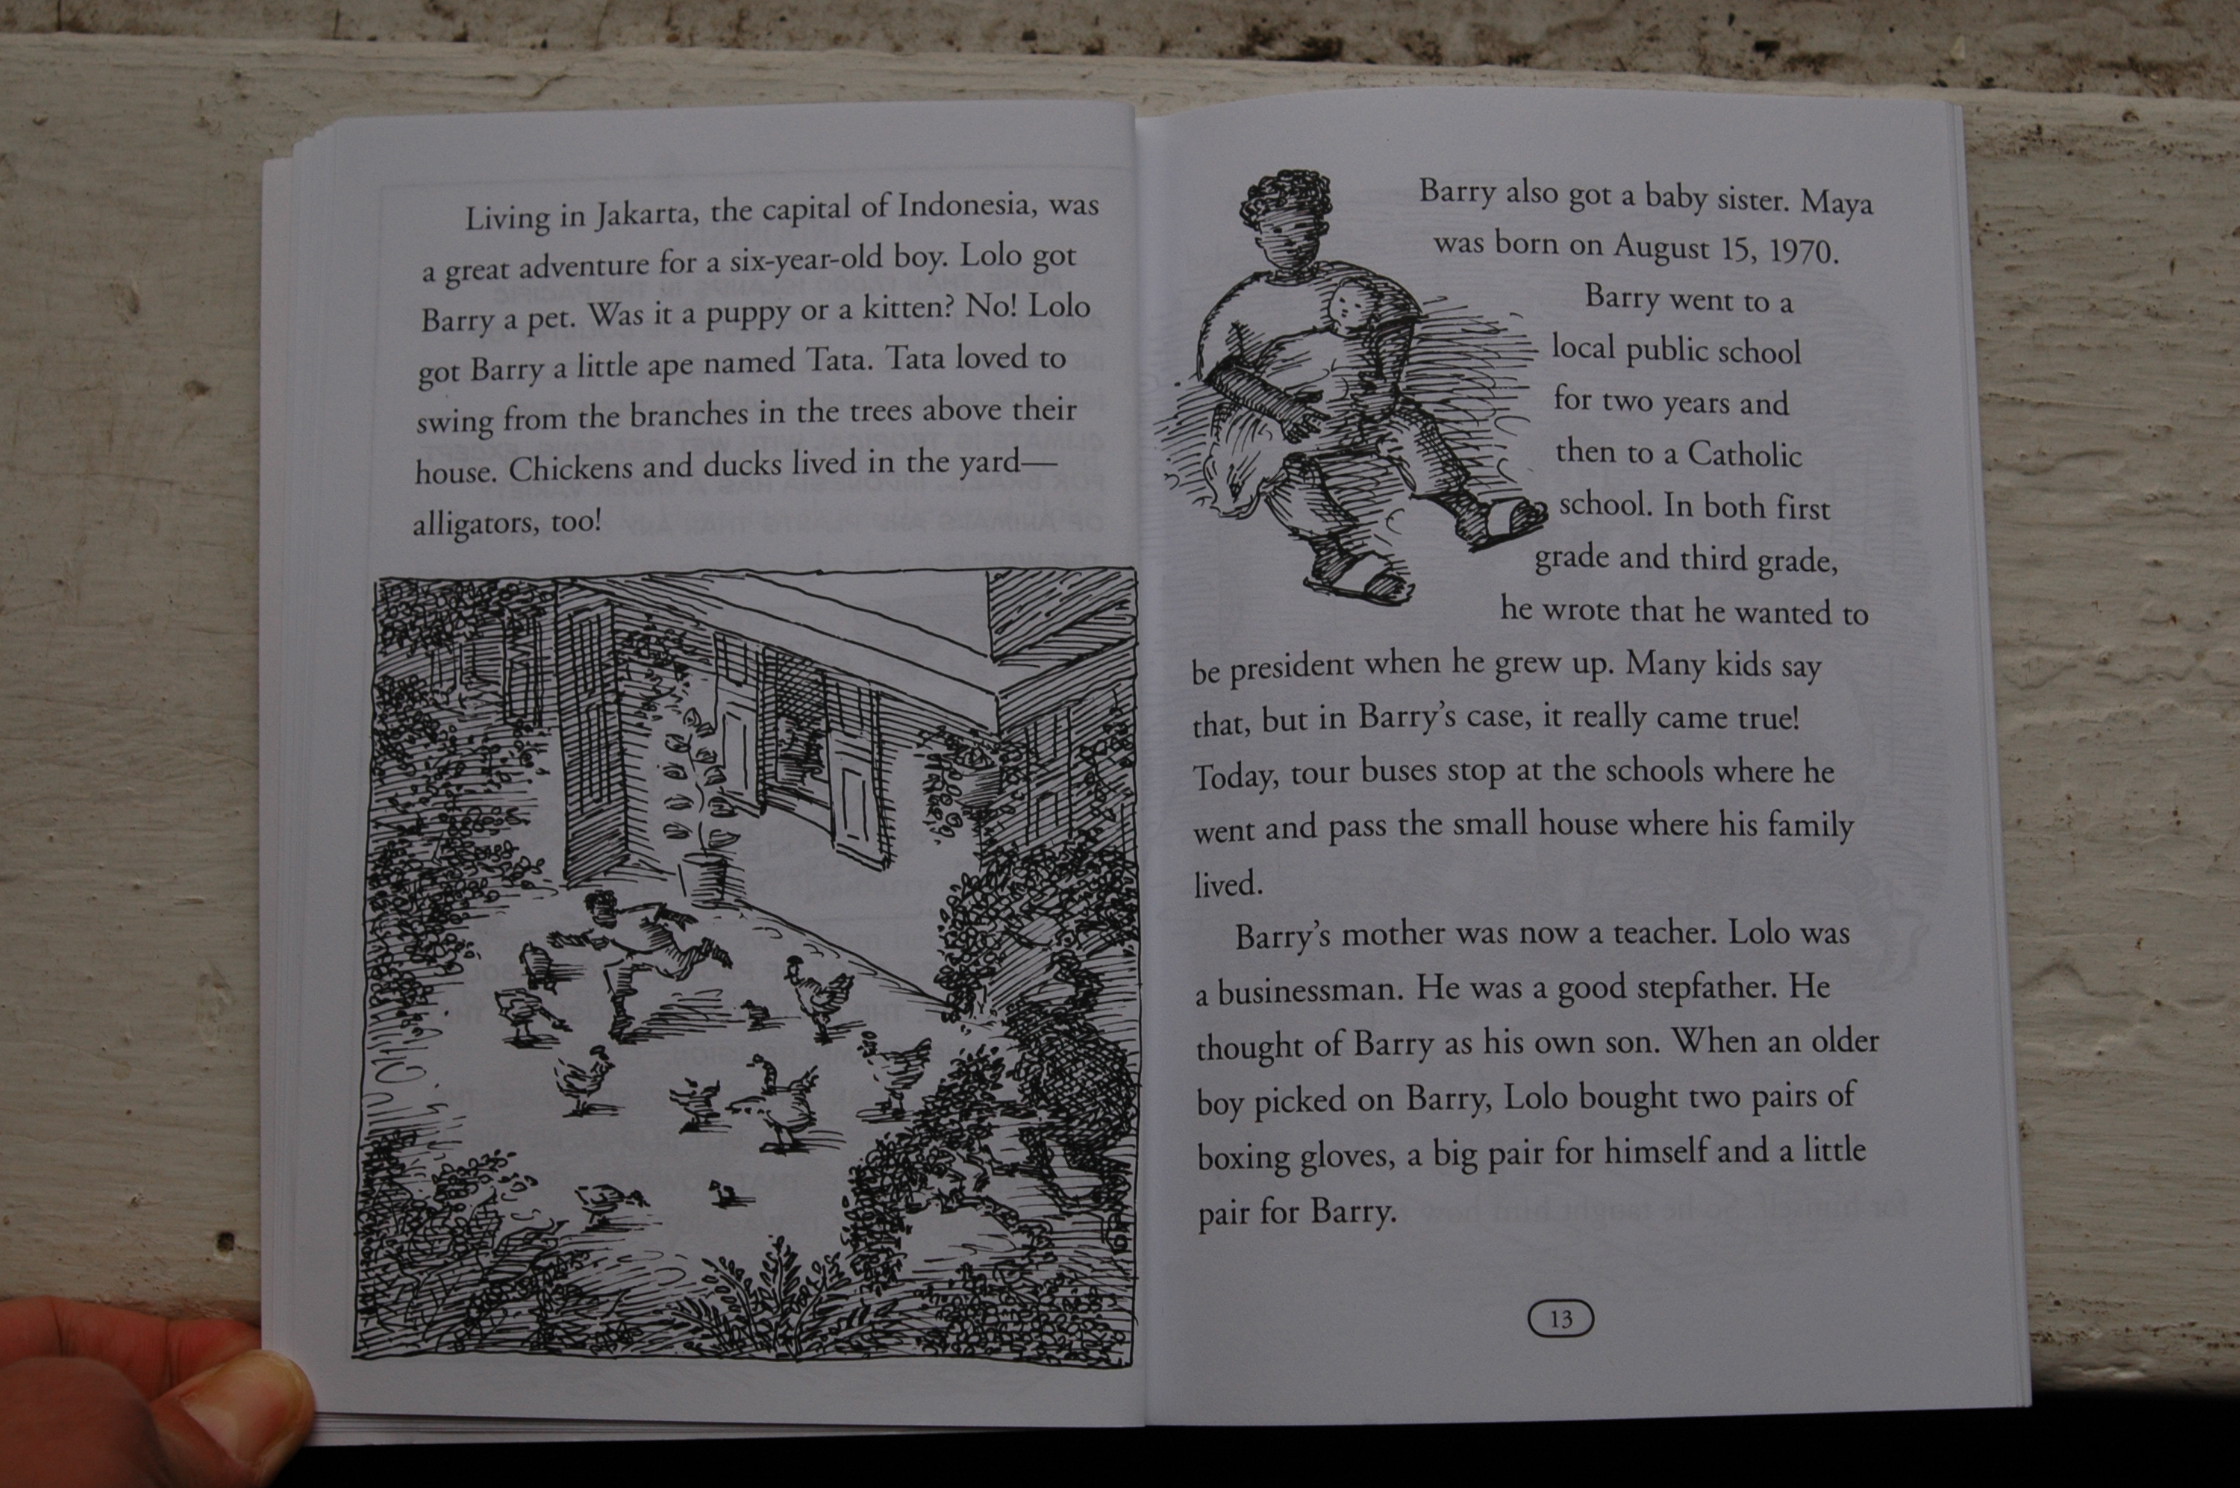 Living in Jakarta, the capital of Indonesia, was
a great adventure for a six-year-old boy. Lolo got
Barry a pet. Was it a puppy or a kitten? No! Lolo
got Barry a little ape named Tata. Tata loved to
swing from the branches in the trees above their
house. Chickens and ducks lived in the yard—
alligators, too!
Barry also got a baby sister. Maya
was born on August 15, 1970.
Barry went to a
local public school
for two years and
then to a Catholic
school. In both first
grade and third grade,
he wrote that he wanted to
be president when he grew up. Many kids say
that, but in Barry's case, it really came true!
Today, tour buses stop at the schools where he
went and pass the small house where his family
lived.
Barry's mother was now a teacher. Lolo was
a businessman. He was a good stepfather. He
thought of Barry as his own son. When an older
boy picked on Barry, Lolo bought two pairs of
boxing gloves, a big pair for himself and a little
pair for Barry.
13